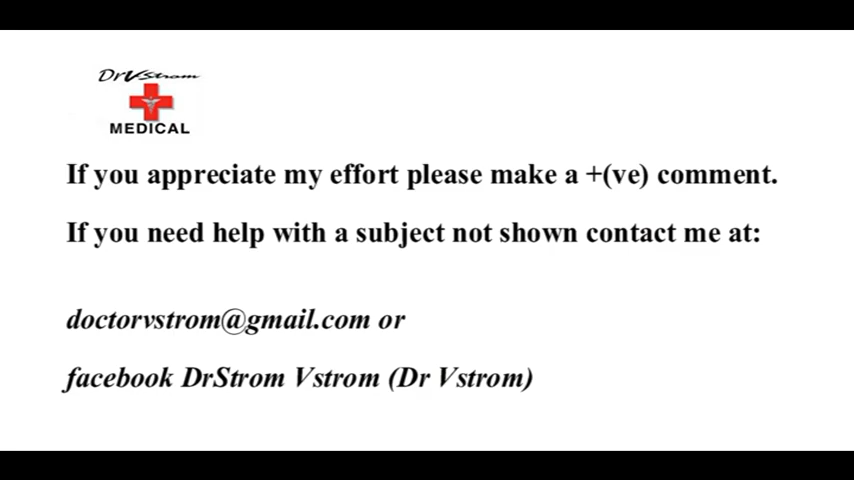 DrVstrom
MEDICAL
If you appreciate my effort please make a +(ve) comment.
If you need help with a subject not shown contact me at:
doctorvstrom@gmail.com or
facebook DrStrom Vstrom (Dr Vstrom)